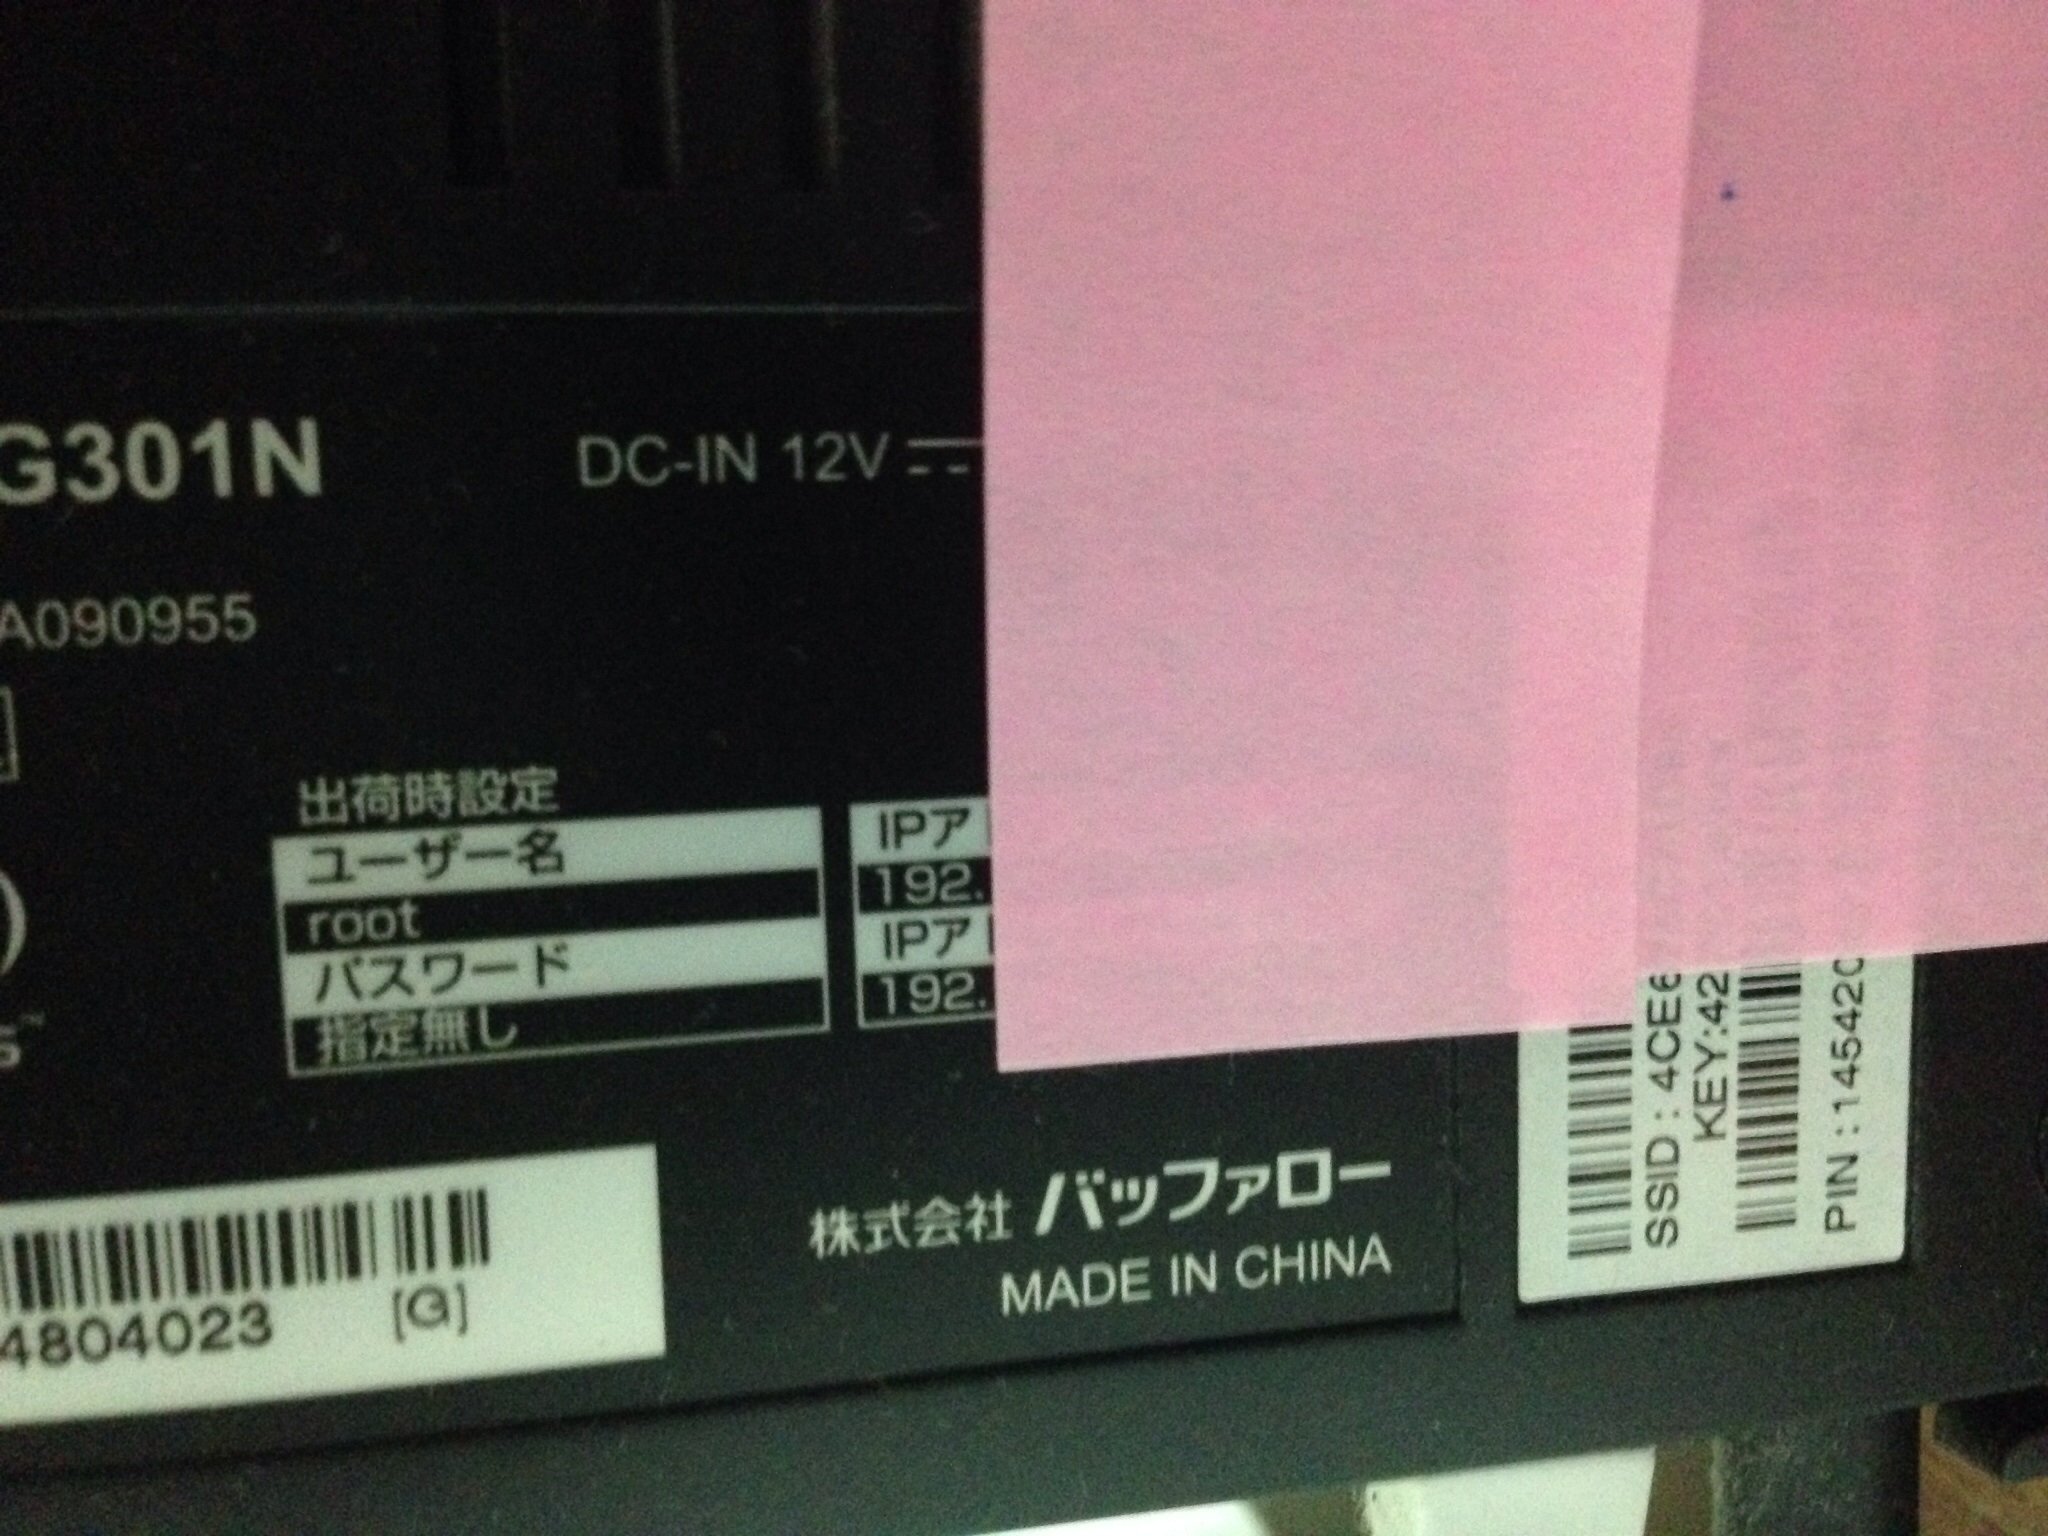 G301N
DC-IN 12V
A090955
出荷時設定
ユーザー名
root
パスワード
指定無し
IPア
192.
IPア
192.
4804023 [G]
株式会社 バッファロー
MADE IN CHINA
SSID : 4CE6
KEY:42
PIN : 145420